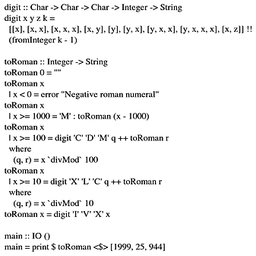 digit :: Char -> Char -> Char -> Integer -> String
digit x y z k =
[[x], [x, x], [x, x, x], [x, y], [y], [y, x], [y, x, x], [y, x, x, x], [x, z]] !!
(fromInteger k - 1)
toRoman :: Integer -> String
toRoman 0 = ""
toRoman x
| x < 0 = error "Negative roman numeral"
toRoman x
| x >= 1000 = 'M' : toRoman (x - 1000)
toRoman x
| x >= 100 = digit 'C' 'D' 'M' q ++ toRoman r
where
(q, r) = x `divMod` 100
toRoman x
| x >= 10 = digit 'X' 'L' 'C' q ++ toRoman r
where
(q, r) = x `divMod` 10
toRoman x = digit 'I' 'V' 'X' x
main :: IO ()
main = print $ toRoman <$> [1999, 25, 944]